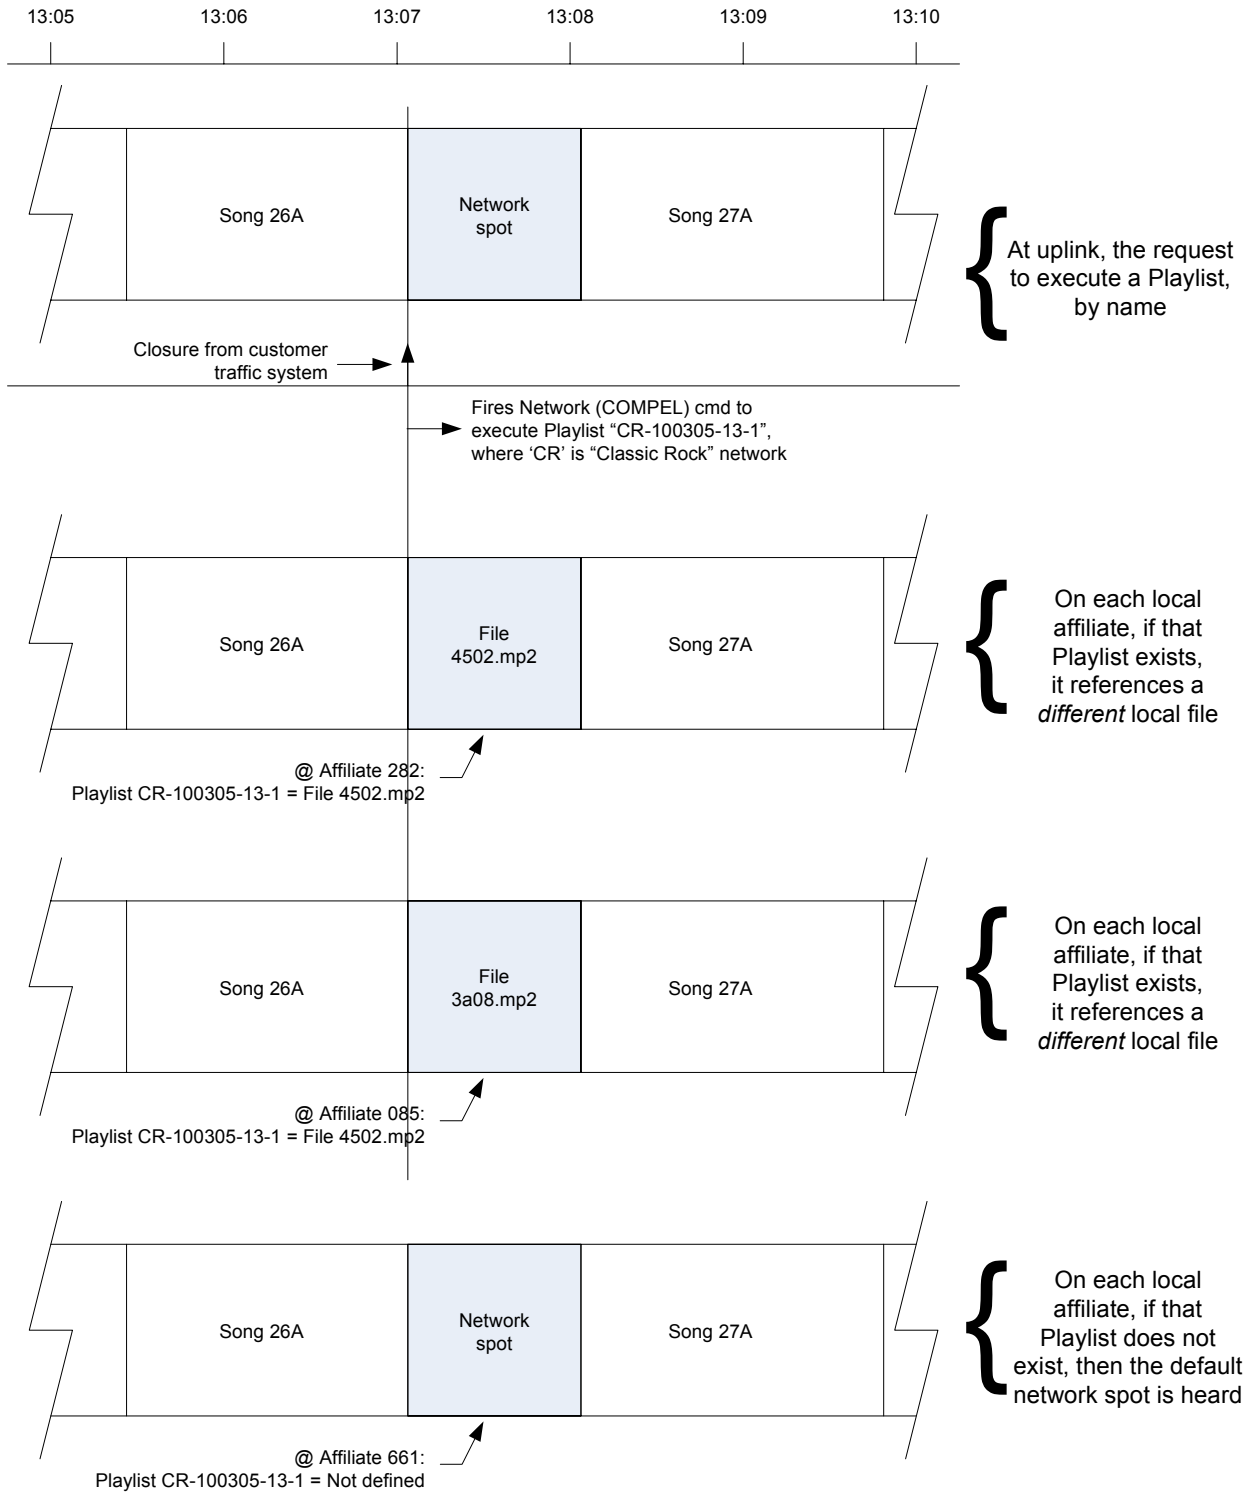 13:05 13:06 13:07 13:08 13:09 13:10
Song 26A
Network
spot
Song 27A
At uplink, the request
to execute a Playlist,
by name
Closure from customer
traffic system
Fires Network (COMPEL) cmd to
execute Playlist “CR-100305-13-1”,
where ‘CR’ is “Classic Rock” network
Song 26A
File
4502.mp2
Song 27A
On each local
affiliate, if that
Playlist exists,
it references a
different local file
@ Affiliate 282:
Playlist CR-100305-13-1 = File 4502.mp2
Song 26A
File
3a08.mp2
Song 27A
On each local
affiliate, if that
Playlist exists,
it references a
different local file
@ Affiliate 085:
Playlist CR-100305-13-1 = File 4502.mp2
Song 26A
Network
spot
Song 27A
On each local
affiliate, if that
Playlist does not
exist, then the default
network spot is heard
@ Affiliate 661:
Playlist CR-100305-13-1 = Not defined